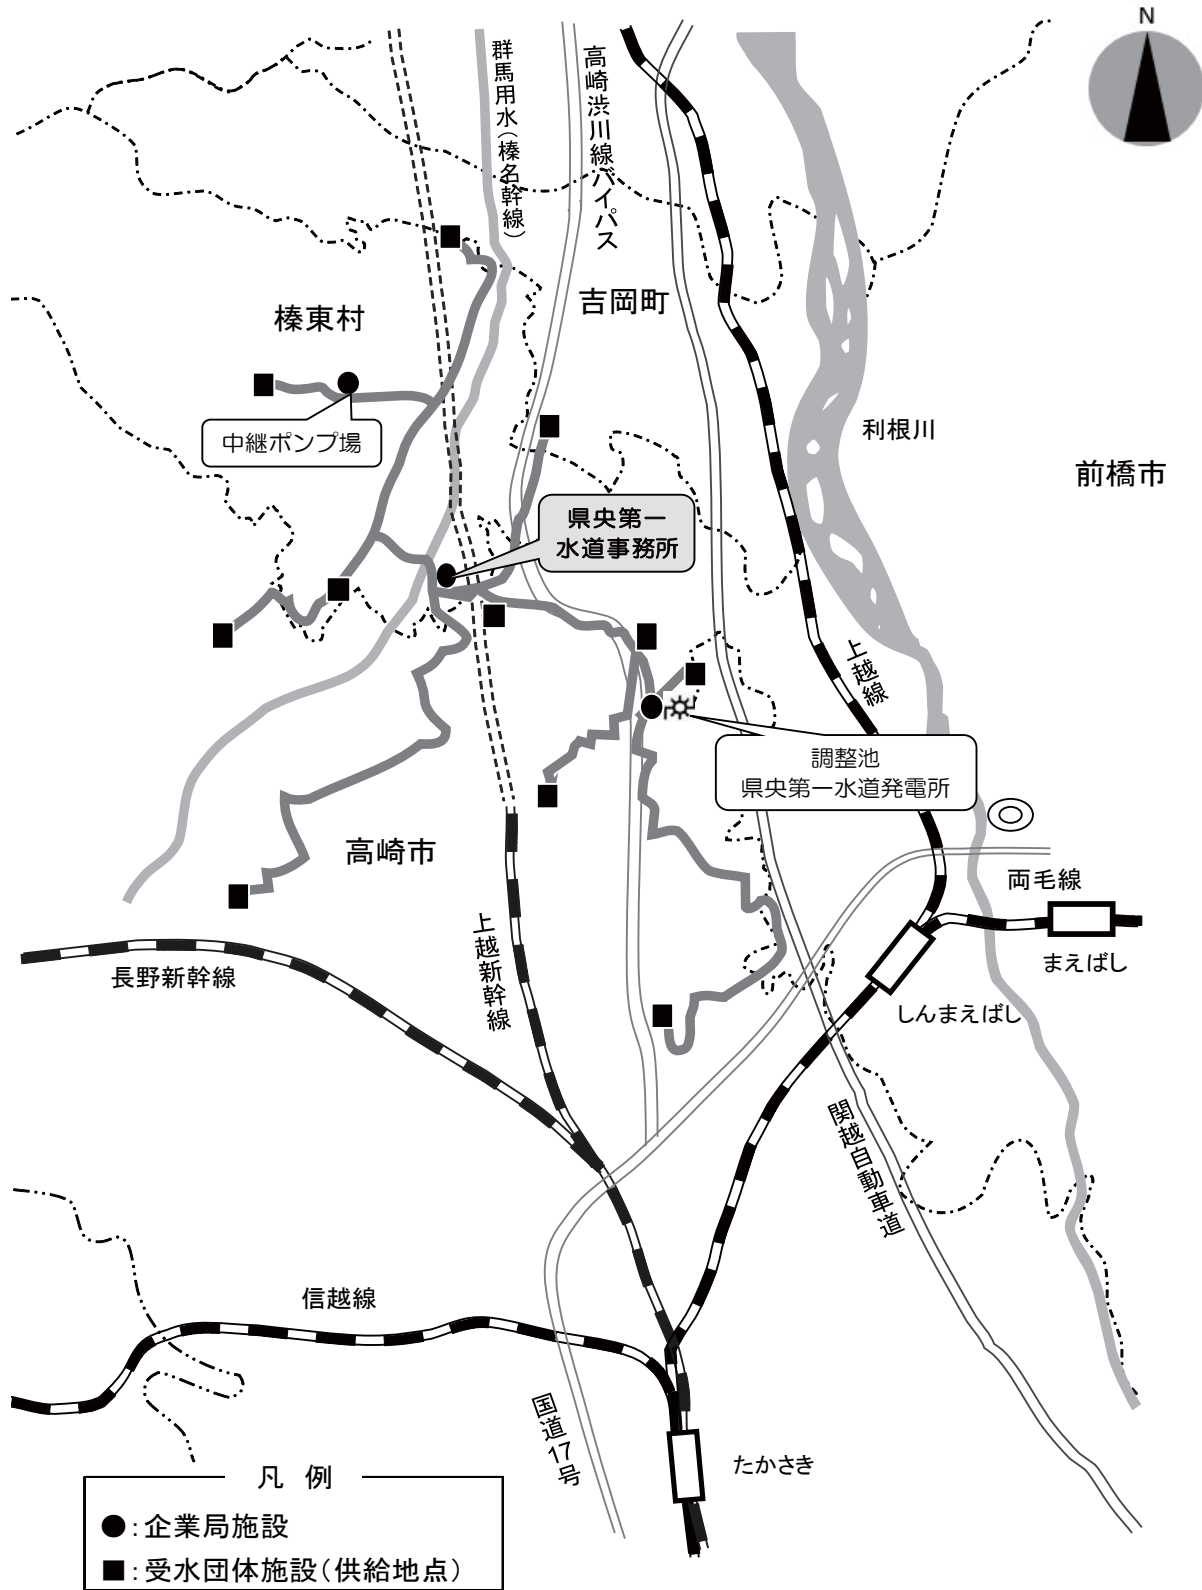 N
群馬用水(榛名幹線)
高崎渋川線バイパス
吉岡町
榛東村
中継ポンプ場
利根川
前橋市
県央第一
水道事務所
上越線
調整池
県央第一水道発電所
高崎市
両毛線
まえばし
しんまえばし
上越新幹線
長野新幹線
関越自動車道
信越線
国道17号
たかさき
凡 例
●:企業局施設
■:受水団体施設(供給地点)